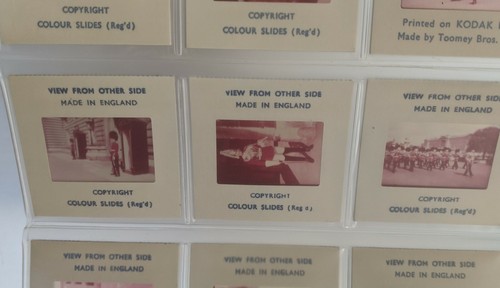 COPYRIGHT
COLOUR SLIDES (Reg'd)
COPYRIGHT
COLOUR SLIDES (Reg'd)
Printed on KODAK
Made by Toomey Bros.
VIEW FROM OTHER SIDE
MADE IN ENGLAND
COPYRIGHT
COLOUR SLIDES (Reg'd)
VIEW FROM OTHER SIDE
MADE IN ENGLAND
COPYRIGHT
COLOUR SLIDES (Reg
VIEW FROM OTHER SID
MADE IN ENGLAND
COPYRIGHT
COLOUR SLIDES (Reg'd)
VIEW FROM OTHER SIDE
MADE IN ENGLAND
VIEW FROM OTHER SIDE
MADE IN ENGLAND
VIEW FROM OTHER SIDE
MADE IN ENGLAND